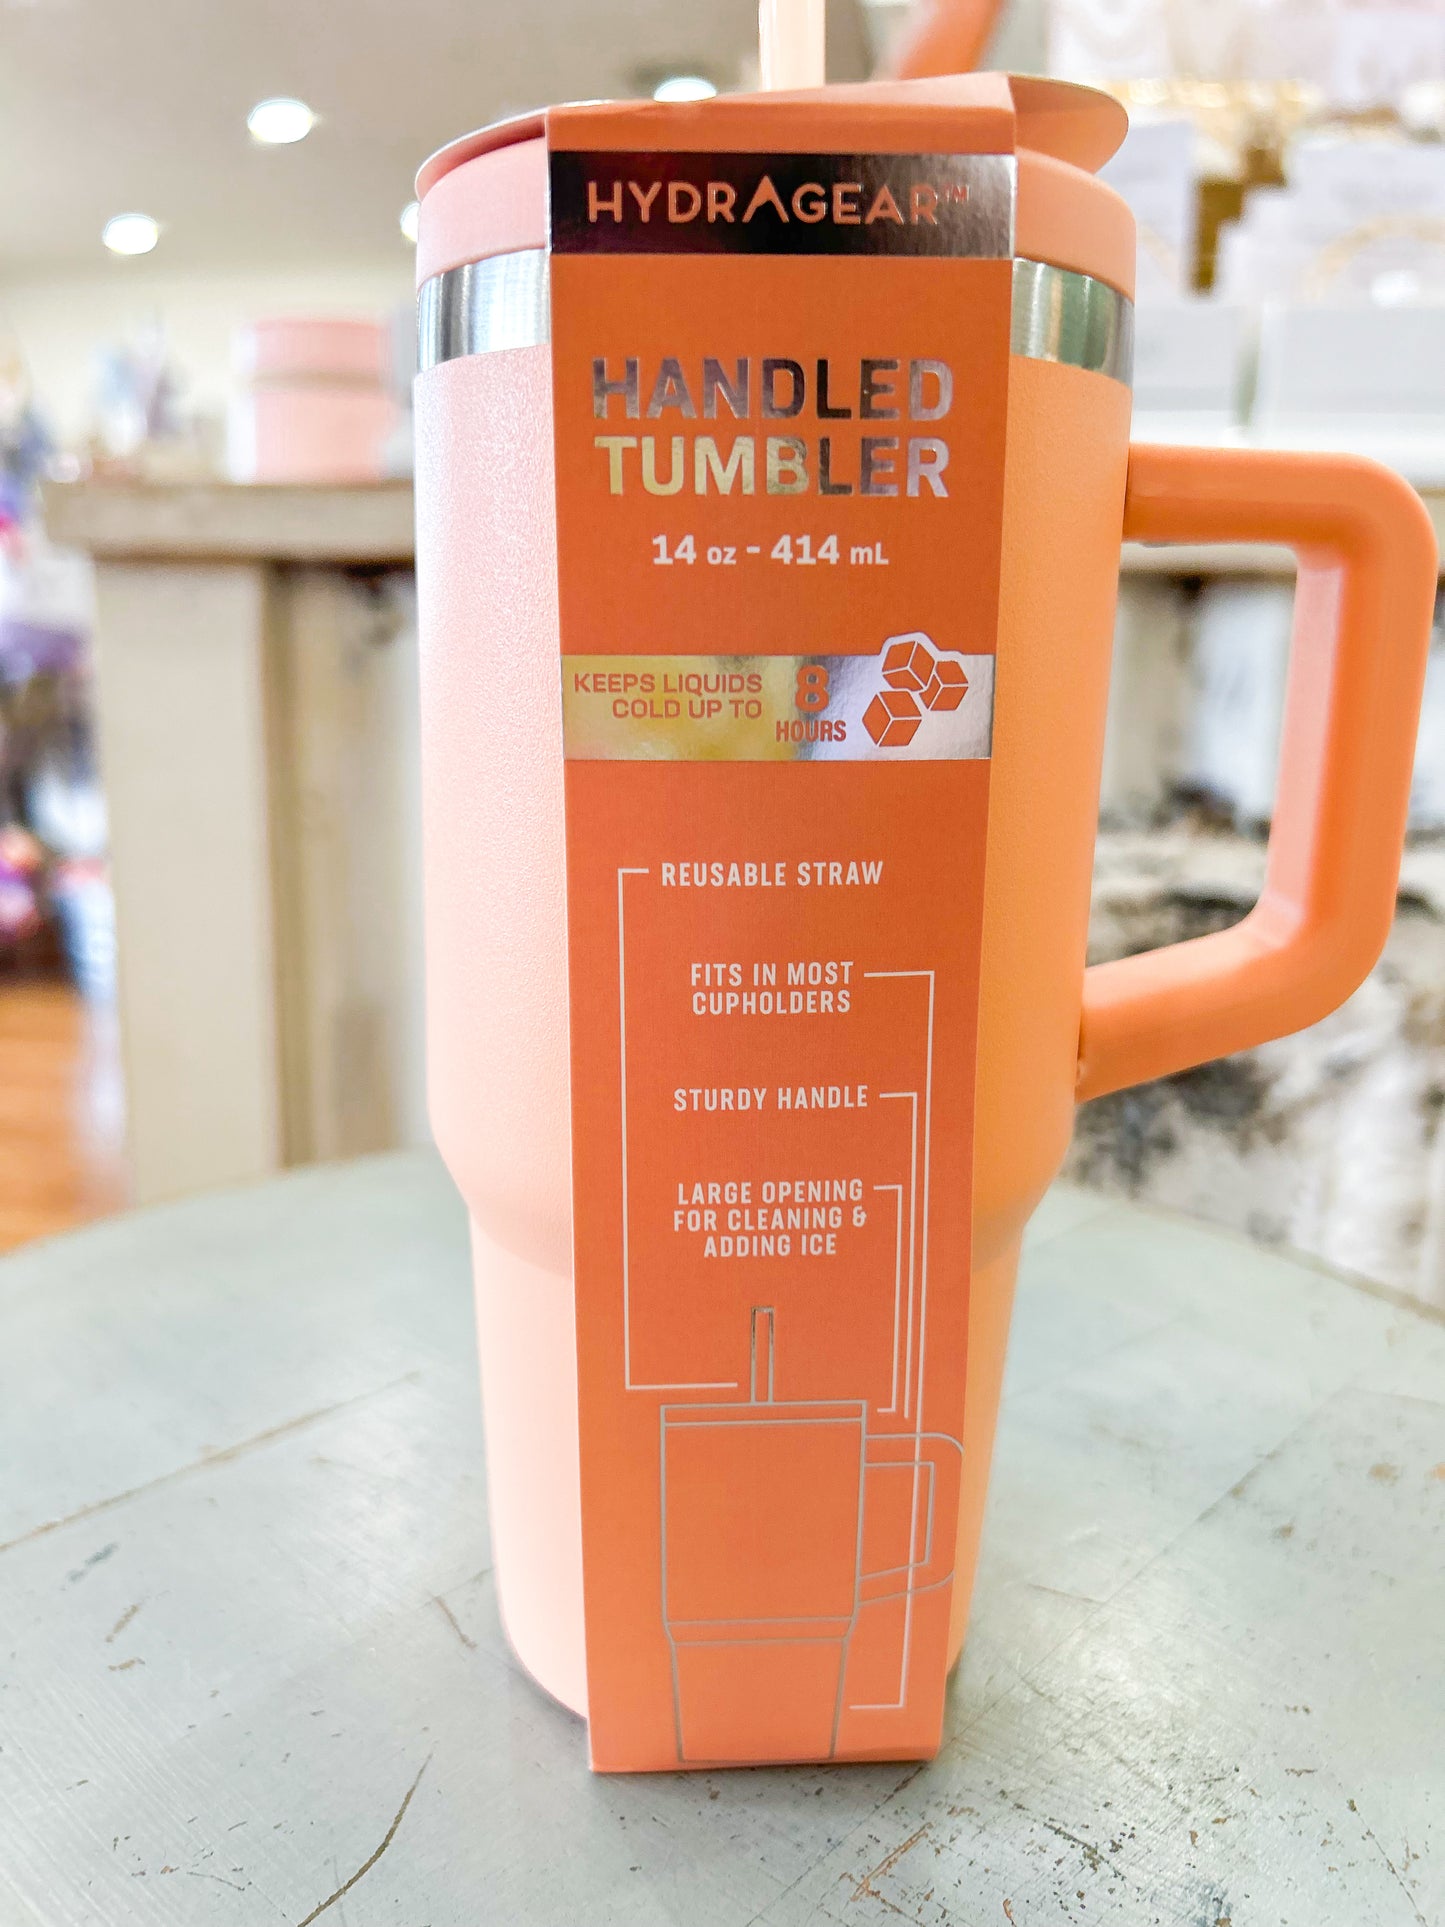 HYDRAGEAR™
HANDLED
TUMBLER
14 oz - 414 mL
KEEPS LIQUIDS
COLD UP TO
8
HOURS
REUSABLE STRAW
FITS IN MOST
CUPHOLDERS
STURDY HANDLE
LARGE OPENING
FOR CLEANING &
ADDING ICE